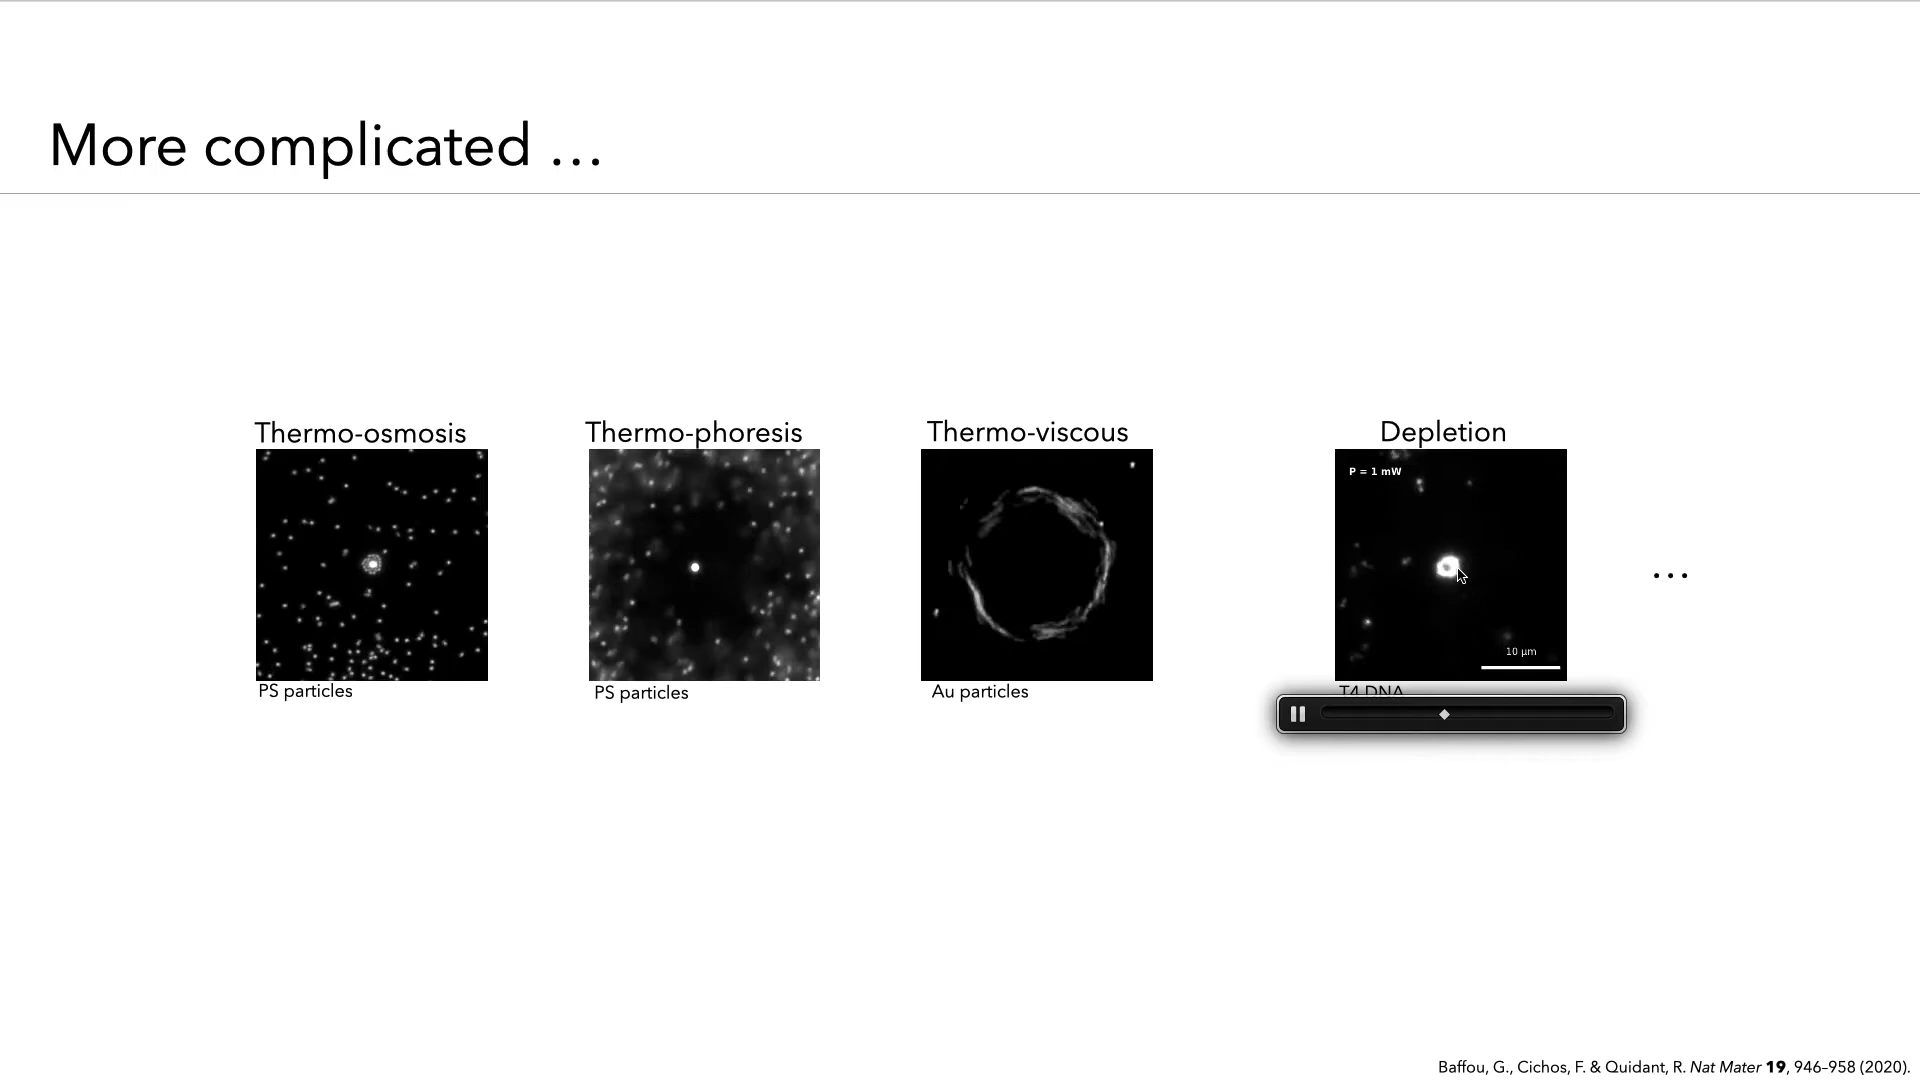 More complicated …
Thermo-osmosis
Thermo-phoresis
Thermo-viscous
Depletion
P = 1 mW
10 μm
…
PS particles
PS particles
Au particles
T4 DNA
Baffou, G., Cichos, F. & Quidant, R. Nat Mater 19, 946–958 (2020).